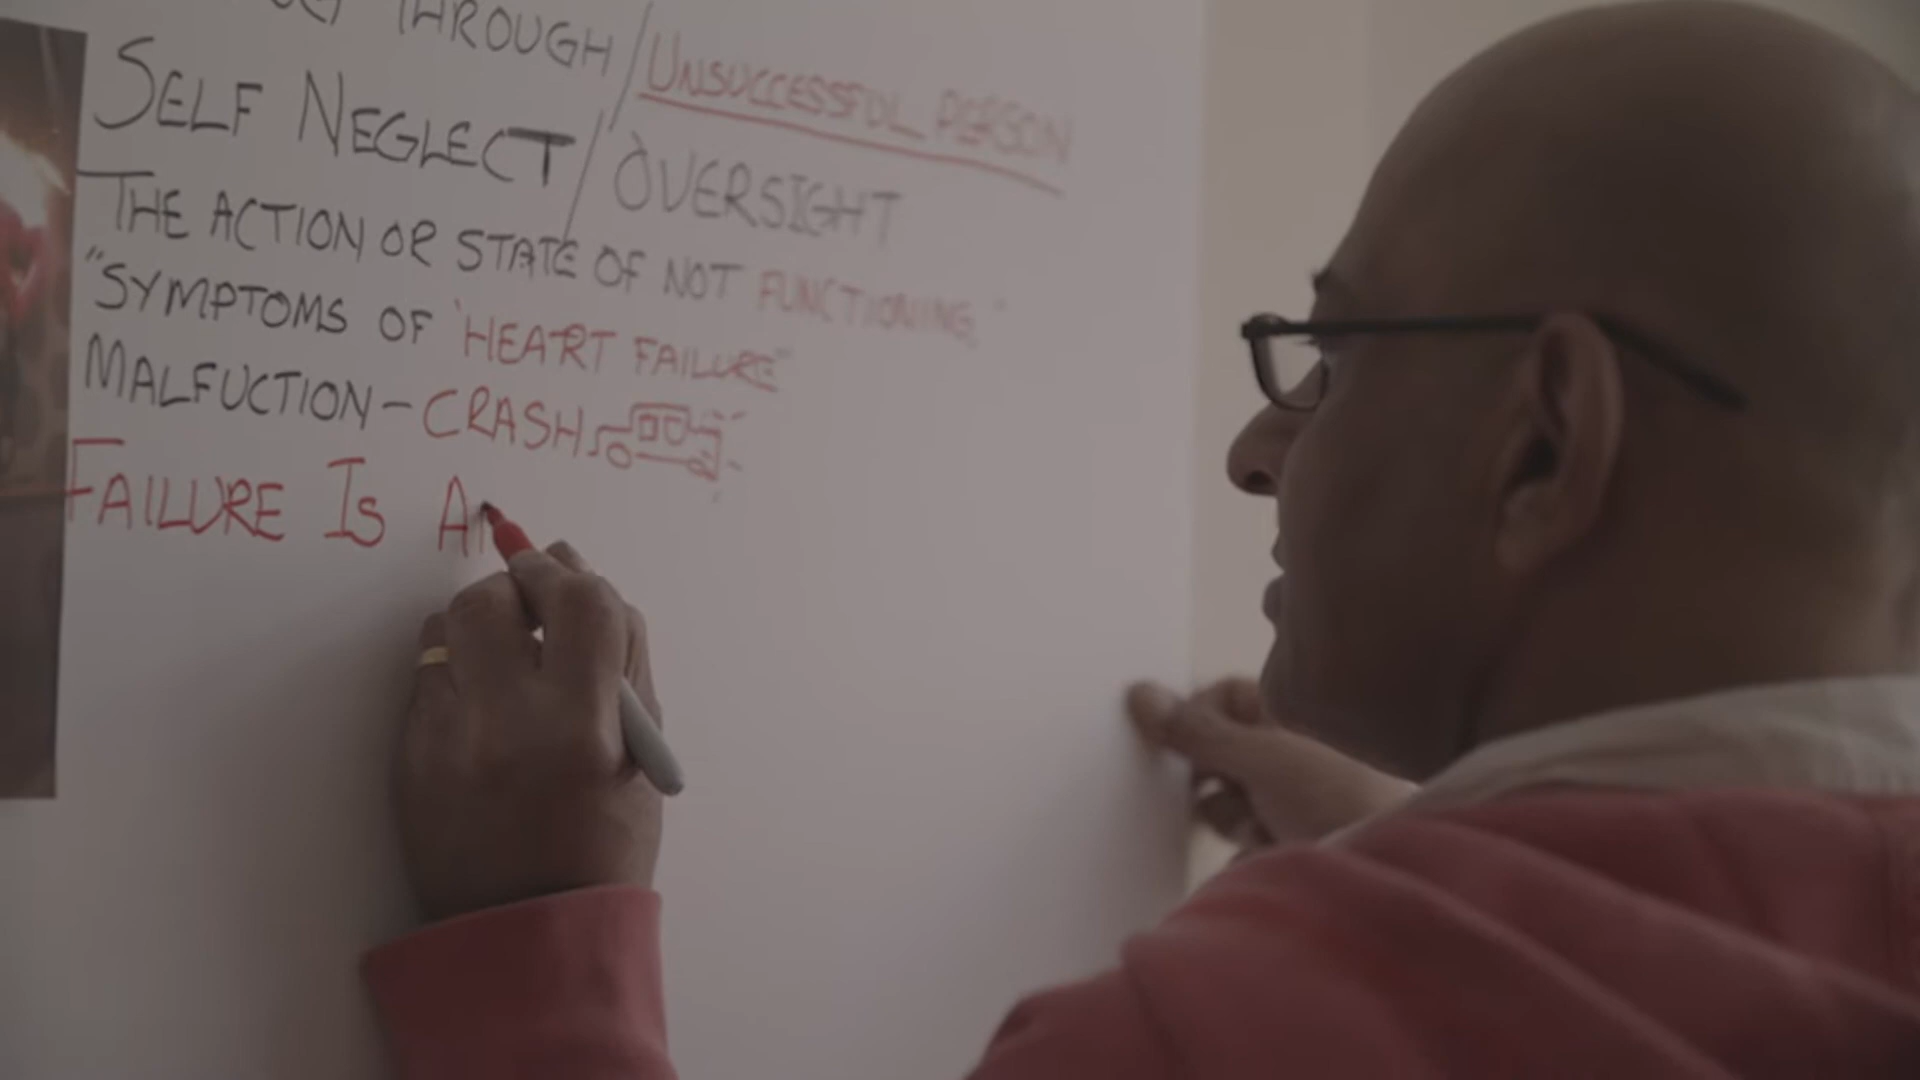 THROUGH / UNSUCCESSFUL PERSON
SELF NEGLECT / OVERSIGHT
THE ACTION OR STATE OF NOT FUNCTIONING"
"SYMPTOMS OF 'HEART FAILURE"
MALFUCTION - CRASH
FAILURE IS